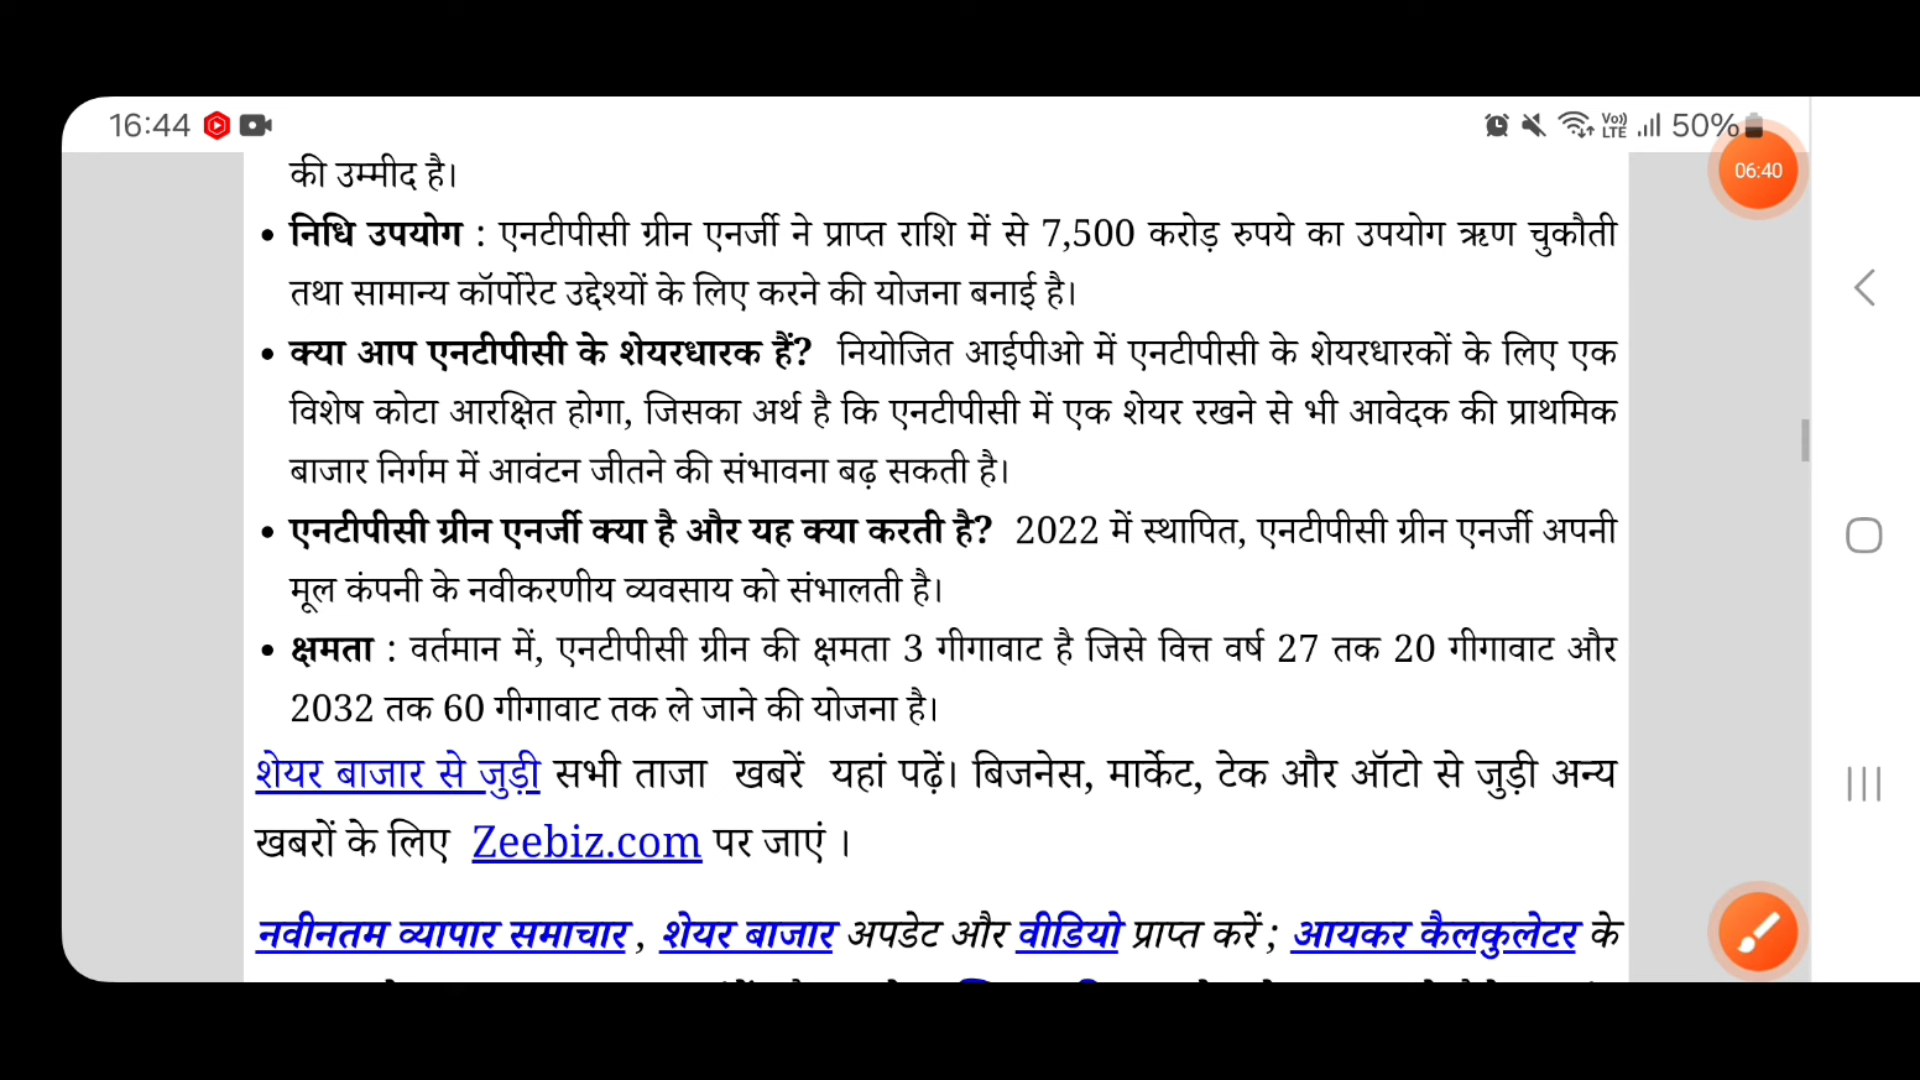 16:44 Vo)) LTE 50%
06:40
की उम्मीद है।
• निधि उपयोग : एनटीपीसी ग्रीन एनर्जी ने प्राप्त राशि में से 7,500 करोड़ रुपये का उपयोग ऋण चुकौती
तथा सामान्य कॉर्पोरेट उद्देश्यों के लिए करने की योजना बनाई है।
• क्या आप एनटीपीसी के शेयरधारक हैं? नियोजित आईपीओ में एनटीपीसी के शेयरधारकों के लिए एक
विशेष कोटा आरक्षित होगा, जिसका अर्थ है कि एनटीपीसी में एक शेयर रखने से भी आवेदक की प्राथमिक
बाजार निर्गम में आवंटन जीतने की संभावना बढ़ सकती है।
• एनटीपीसी ग्रीन एनर्जी क्या है और यह क्या करती है? 2022 में स्थापित, एनटीपीसी ग्रीन एनर्जी अपनी
मूल कंपनी के नवीकरणीय व्यवसाय को संभालती है।
• क्षमता : वर्तमान में, एनटीपीसी ग्रीन की क्षमता 3 गीगावाट है जिसे वित्त वर्ष 27 तक 20 गीगावाट और
2032 तक 60 गीगावाट तक ले जाने की योजना है।
शेयर बाजार से जुड़ी सभी ताजा खबरें यहां पढ़ें। बिजनेस, मार्केट, टेक और ऑटो से जुड़ी अन्य
खबरों के लिए Zeebiz.com पर जाएं ।
नवीनतम व्यापार समाचार , शेयर बाजार अपडेट और वीडियो प्राप्त करें ; आयकर कैलकुलेटर के